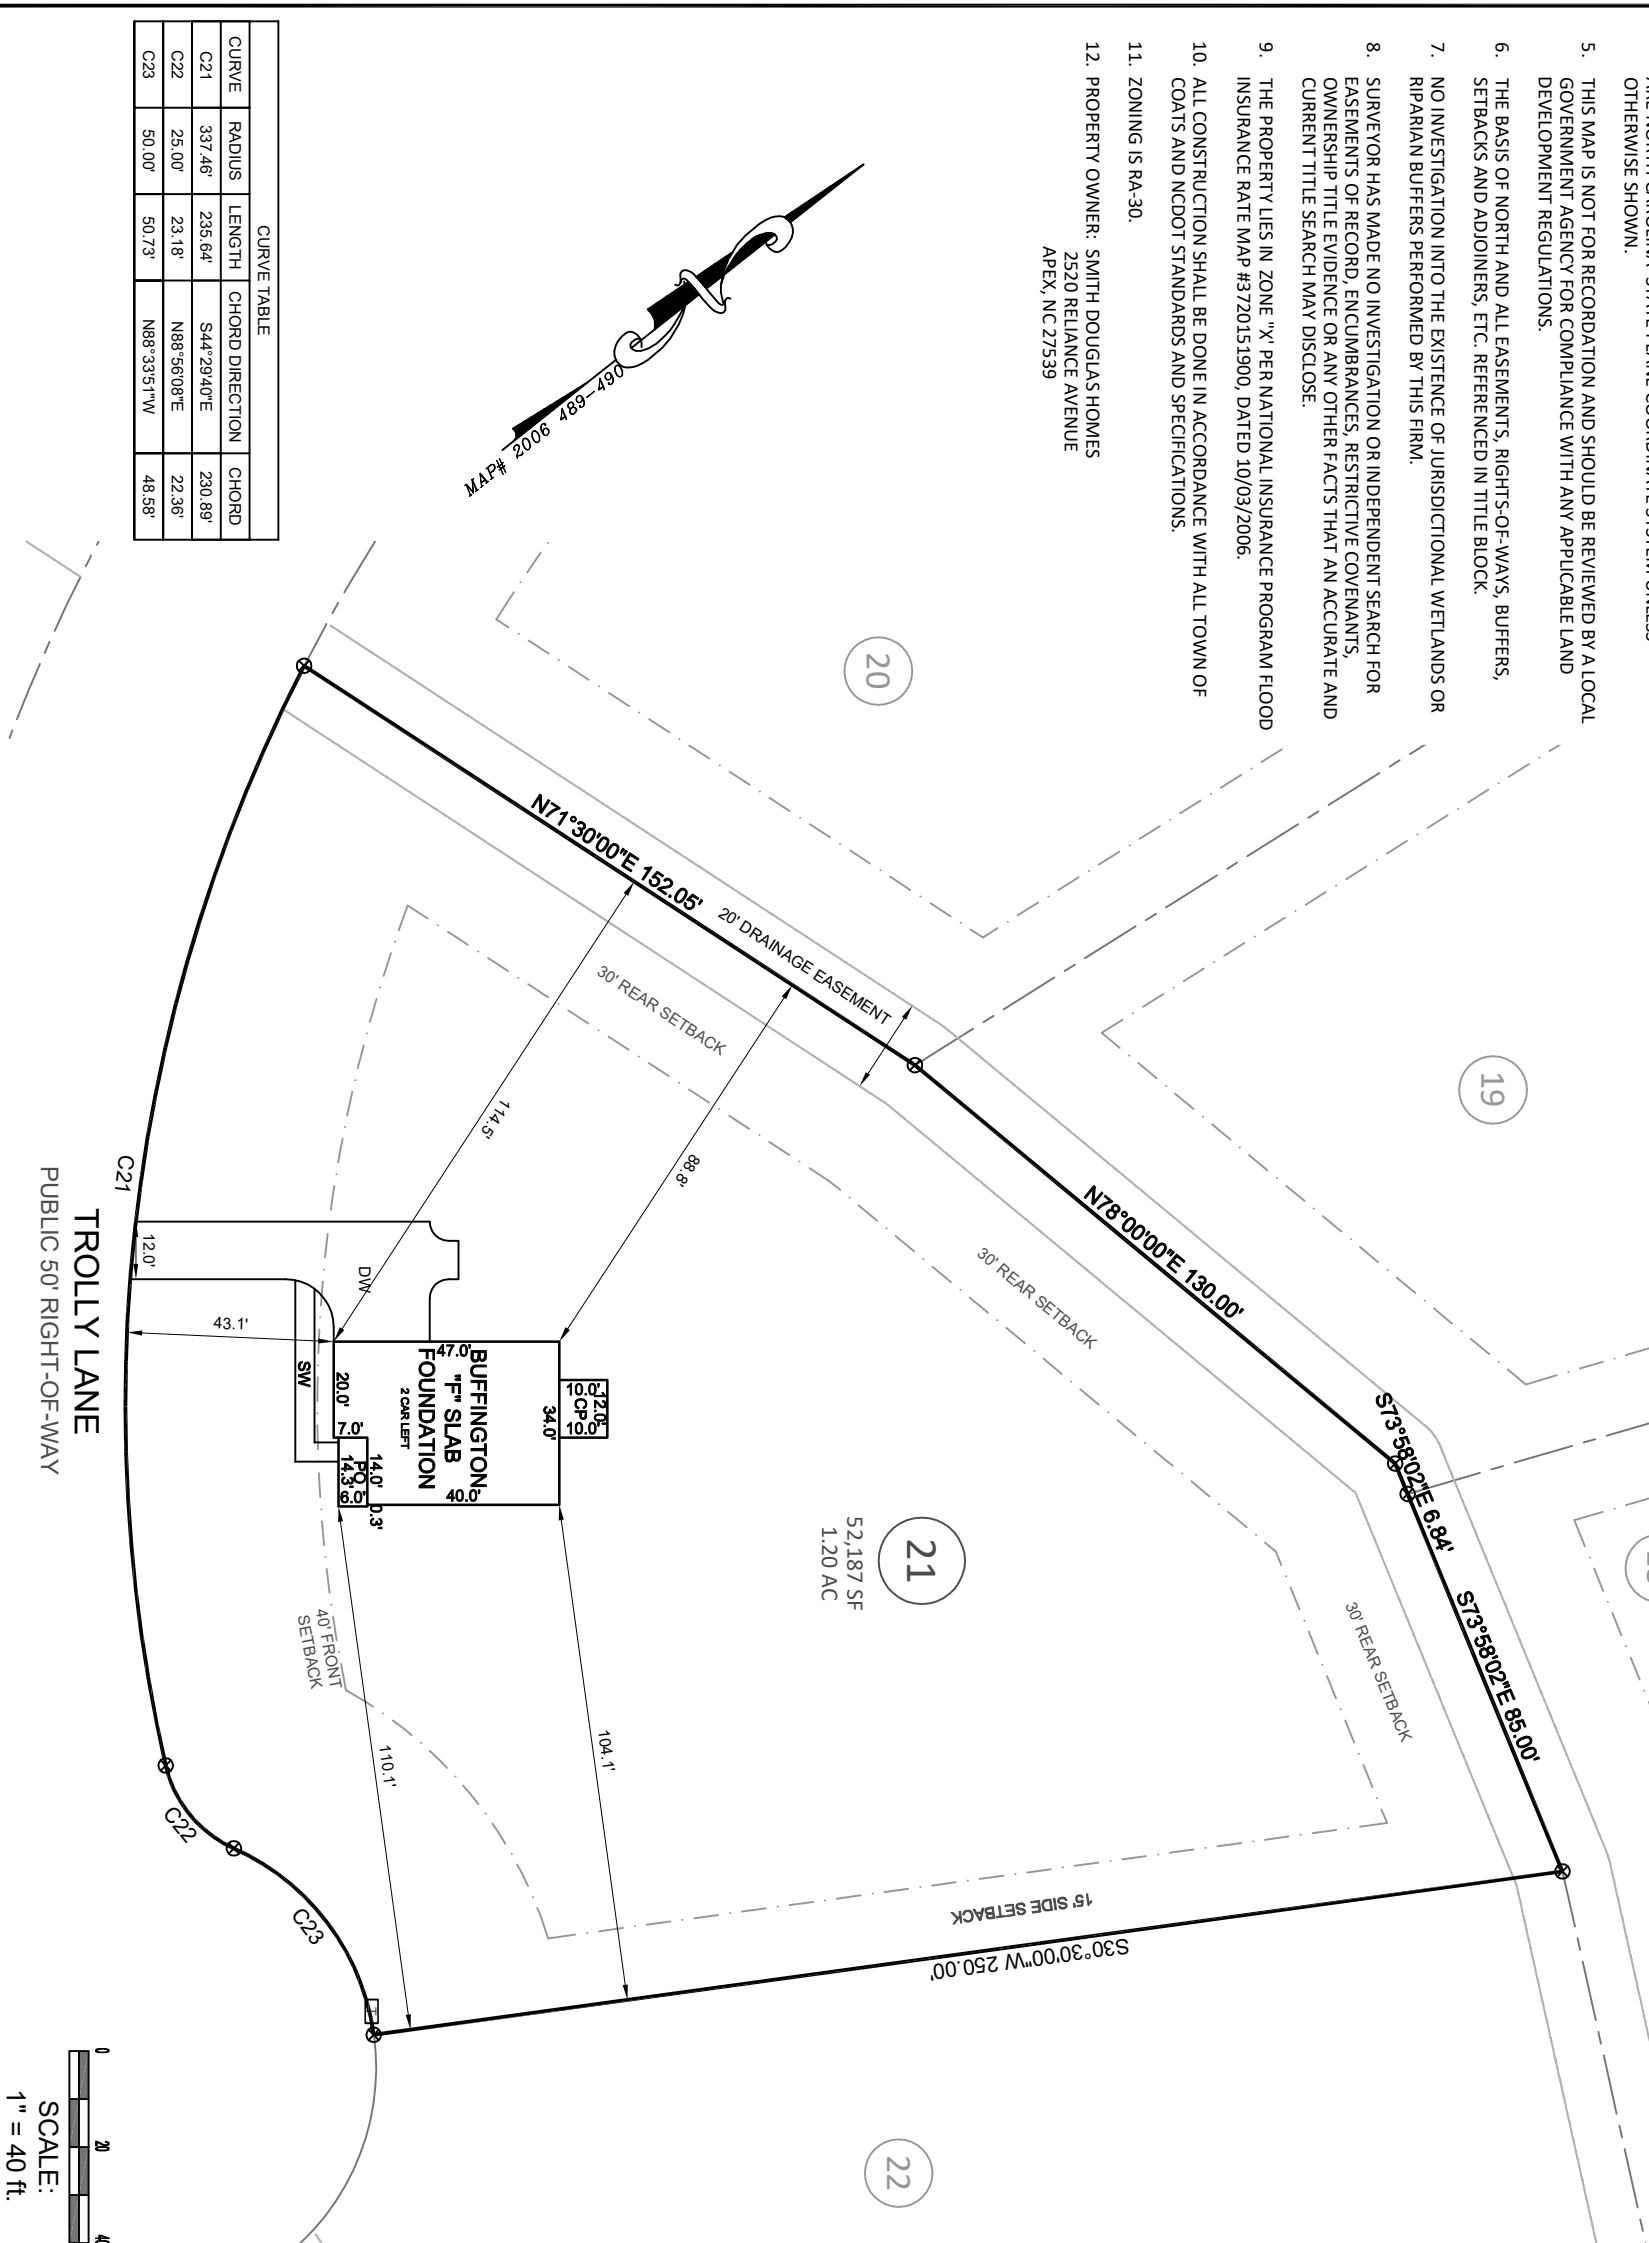 OTHERWISE SHOWN.
5. THIS MAP IS NOT FOR RECORDATION AND SHOULD BE REVIEWED BY A LOCAL
GOVERNMENT AGENCY FOR COMPLIANCE WITH ANY APPLICABLE LAND
DEVELOPMENT REGULATIONS.
6. THE BASIS OF NORTH AND ALL EASEMENTS, RIGHTS-OF-WAYS, BUFFERS,
SETBACKS AND ADJOINERS, ETC. REFERENCED IN TITLE BLOCK.
7. NO INVESTIGATION INTO THE EXISTENCE OF JURISDICTIONAL WETLANDS OR
RIPARIAN BUFFERS PERFORMED BY THIS FIRM.
8. SURVEYOR HAS MADE NO INVESTIGATION OR INDEPENDENT SEARCH FOR
EASEMENTS OF RECORD, ENCUMBRANCES, RESTRICTIVE COVENANTS,
OWNERSHIP TITLE EVIDENCE OR ANY OTHER FACTS THAT AN ACCURATE AND
CURRENT TITLE SEARCH MAY DISCLOSE.
9. THE PROPERTY LIES IN ZONE "X' PER NATIONAL INSURANCE PROGRAM FLOOD
INSURANCE RATE MAP #3720151900, DATED 10/03/2006.
10. ALL CONSTRUCTION SHALL BE DONE IN ACCORDANCE WITH ALL TOWN OF
COATS AND NCDOT STANDARDS AND SPECIFICATIONS.
11. ZONING IS RA-30.
12. PROPERTY OWNER: SMITH DOUGLAS HOMES
2520 RELIANCE AVENUE
APEX, NC 27539
MAP# 2006 489-490
CURVE TABLE
CURVE RADIUS LENGTH CHORD DIRECTION CHORD
C21 337.46' 235.64' S44°29'40"E 230.89'
C22 25.00' 23.18' N88°56'08"E 22.36'
C23 50.00' 50.73' N88°33'51"W 48.58'
19
20
N78°00'00"E 130.00'
S73°58'02"E 6.84'
S73°58'02"E 85.00'
N71°30'00"E 152.05'
20' DRAINAGE EASEMENT
30' REAR SETBACK
30' REAR SETBACK
30' REAR SETBACK
15' SIDE SETBACK
S30°30'00"W 250.00'
21
52,187 SF
1.20 AC
22
114.5'
88.8'
104.1'
110.1'
43.1'
12.0'
DW
SW
12.0'
10.0'
CP
10.0'
34.0'
BUFFINGTON
"F" SLAB
FOUNDATION
2 CAR LEFT
47.0'
40.0'
20.0'
7.0'
14.0'
0.3'
PO
14.3'
6.0'
40' FRONT
SETBACK
C21
C22
C23
TROLLY LANE
PUBLIC 50' RIGHT-OF-WAY
0 20
SCALE:
1" = 40 ft.